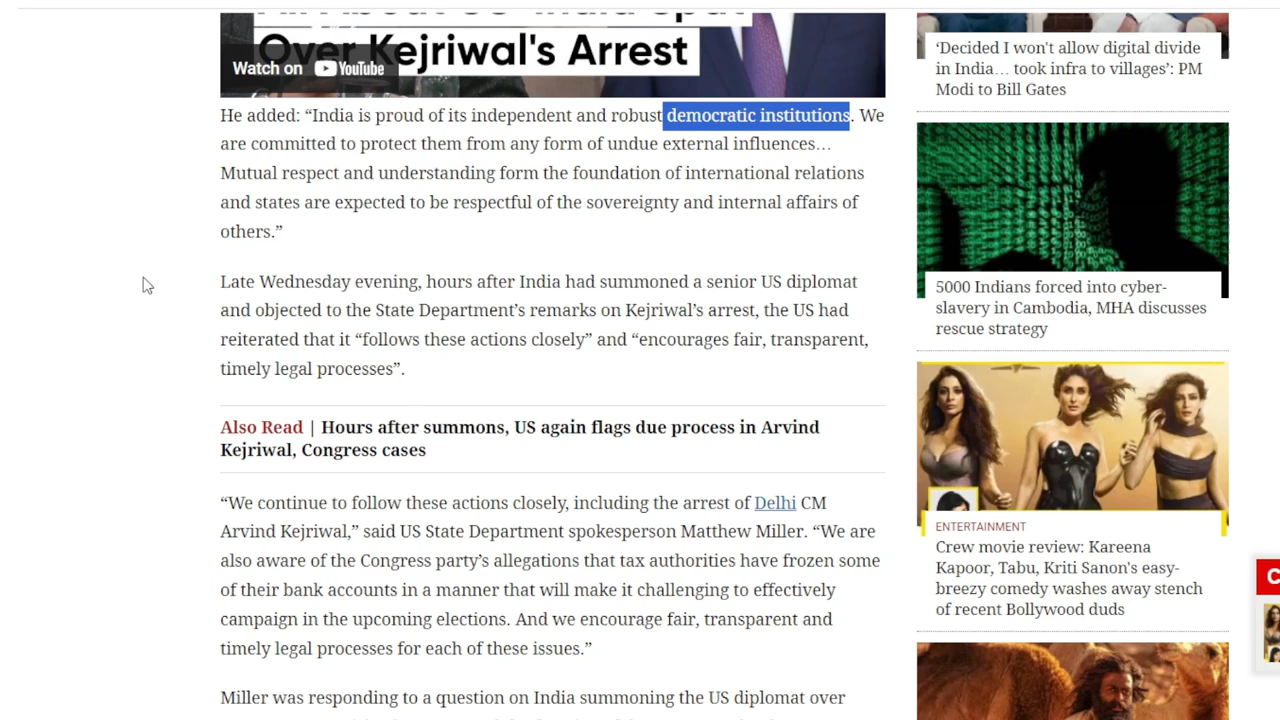 Over Kejriwal's Arrest
Watch on YouTube
He added: “India is proud of its independent and robust democratic institutions. We
are committed to protect them from any form of undue external influences…
Mutual respect and understanding form the foundation of international relations
and states are expected to be respectful of the sovereignty and internal affairs of
others.”
Late Wednesday evening, hours after India had summoned a senior US diplomat
and objected to the State Department’s remarks on Kejriwal’s arrest, the US had
reiterated that it “follows these actions closely” and “encourages fair, transparent,
timely legal processes”.
Also Read | Hours after summons, US again flags due process in Arvind
Kejriwal, Congress cases
“We continue to follow these actions closely, including the arrest of Delhi CM
Arvind Kejriwal,” said US State Department spokesperson Matthew Miller. “We are
also aware of the Congress party’s allegations that tax authorities have frozen some
of their bank accounts in a manner that will make it challenging to effectively
campaign in the upcoming elections. And we encourage fair, transparent and
timely legal processes for each of these issues.”
Miller was responding to a question on India summoning the US diplomat over
‘Decided I won't allow digital divide
in India… took infra to villages’: PM
Modi to Bill Gates
5000 Indians forced into cyber-
slavery in Cambodia, MHA discusses
rescue strategy
ENTERTAINMENT
Crew movie review: Kareena
Kapoor, Tabu, Kriti Sanon's easy-
breezy comedy washes away stench
of recent Bollywood duds